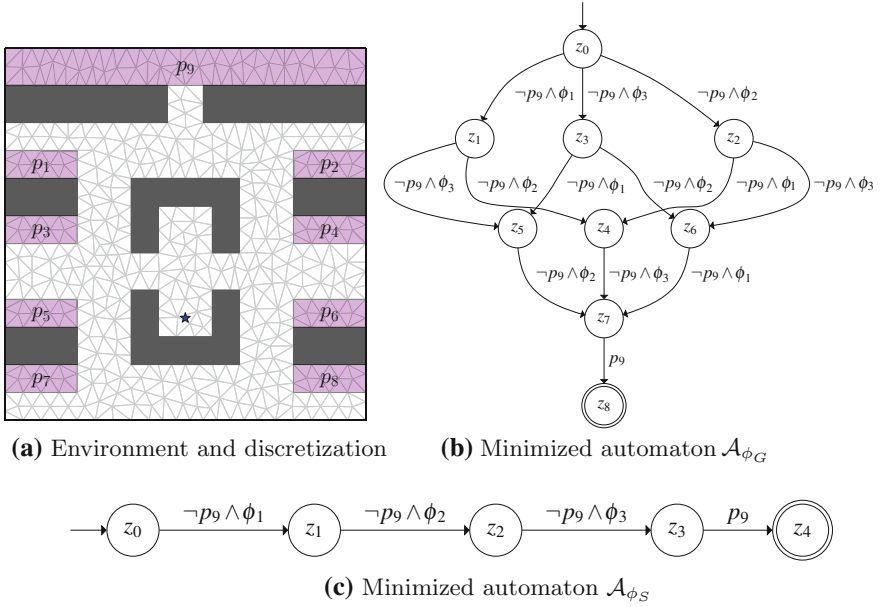 p₉
p₁ p₂
p₃ p₄
p₅ p₆
p₇ p₈
(a) Environment and discretization
z₀
¬p₉∧ϕ₁ ¬p₉∧ϕ₃ ¬p₉∧ϕ₂
z₁ z₃ z₂
¬p₉∧ϕ₃ ¬p₉∧ϕ₂ ¬p₉∧ϕ₁ ¬p₉∧ϕ₂ ¬p₉∧ϕ₁ ¬p₉∧ϕ₃
z₅ z₄ z₆
¬p₉∧ϕ₂ ¬p₉∧ϕ₃ ¬p₉∧ϕ₁
z₇
p₉
z₈
(b) Minimized automaton 𝒜_ϕ_G
z₀ ¬p₉∧ϕ₁ z₁ ¬p₉∧ϕ₂ z₂ ¬p₉∧ϕ₃ z₃ p₉ z₄
(c) Minimized automaton 𝒜_ϕ_S